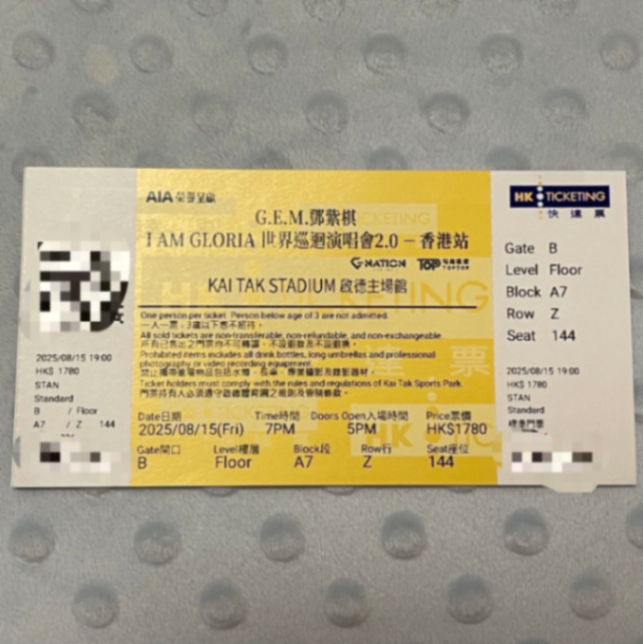 AIA 榮譽呈獻
G.E.M.鄧紫棋
I AM GLORIA 世界巡迴演唱會2.0 – 香港站
G NATION TOP
KAI TAK STADIUM 啟德主場館
One person per ticket. Person below age of 3 are not admitted.
一人一票，3歲以下恕不招待。
All sold tickets are non-transferable, non-refundable, and non-exchangeable.
Prohibited items includes all drink bottles, long umbrellas and professional
photography or video recording equipment.
Ticket holders must comply with the rules and regulations of Kai Tak Sports Park.
Date日期 Time時間 Doors Open入場時間 Price票價
2025/08/15(Fri) 7PM 5PM HK$1780
Gate閘口 Level樓層 Block段 Row行 Seat座位
B Floor A7 Z 144
2025/08/15 19:00
HK$ 1780
STAN
Standard
B / Floor
A7 / Z 144
HK TICKETING
快達票
Gate B
Level Floor
Block A7
Row Z
Seat 144
2025/08/15 19:00
HK$ 1780
STAN
Standard
標準門票